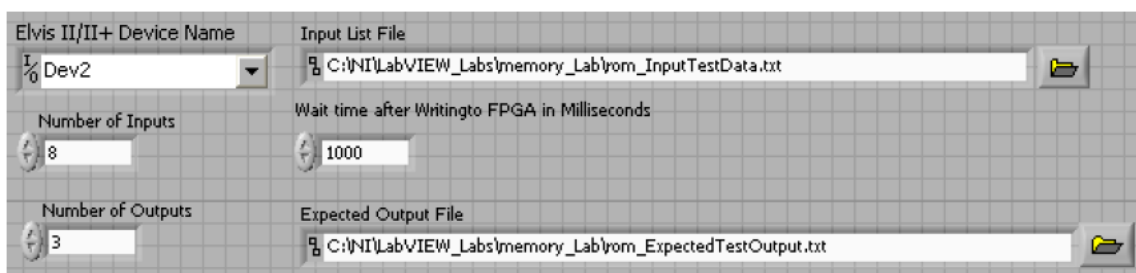 Elvis II/II+ Device Name
Input List File
Dev2
C:\NI\LabVIEW_Labs\memory_Lab\rom_InputTestData.txt
Number of Inputs
Wait time after Writingto FPGA in Milliseconds
8
1000
Number of Outputs
Expected Output File
3
C:\NI\LabVIEW_Labs\memory_Lab\rom_ExpectedTestOutput.txt